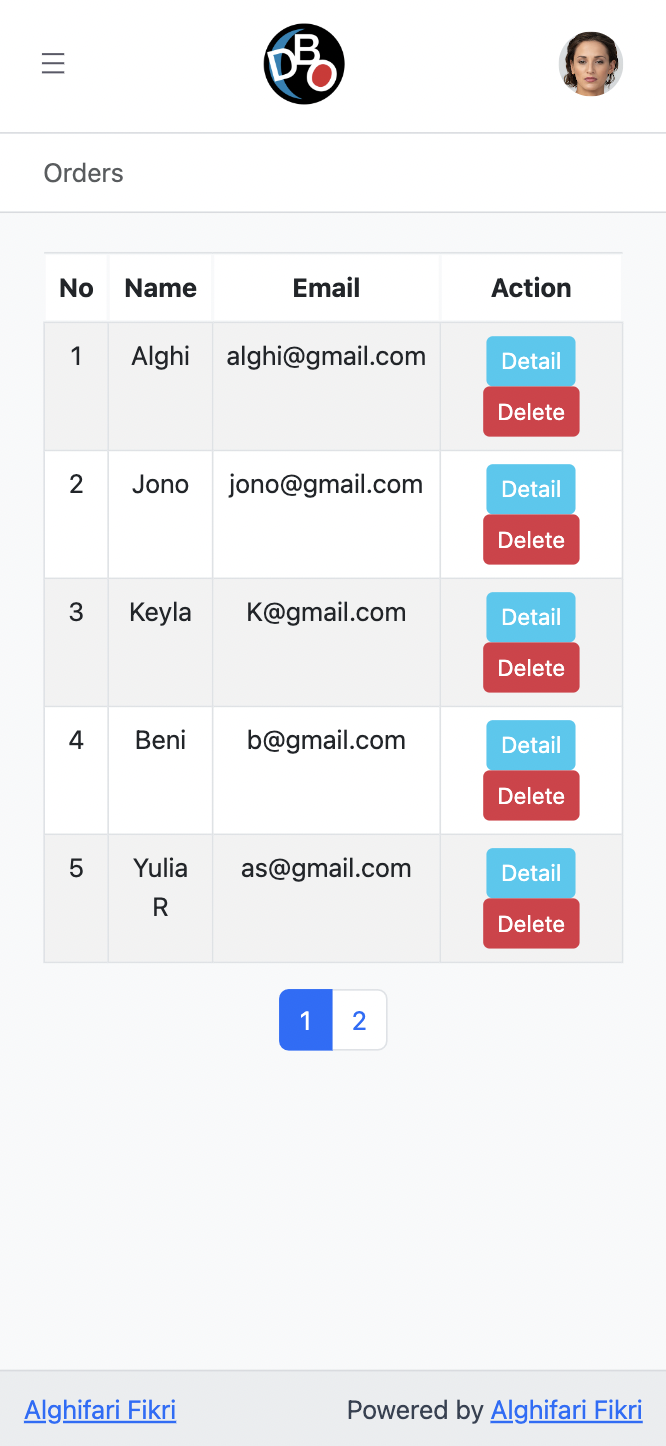 DBO
Orders
No Name Email Action
1 Alghi alghi@gmail.com Detail
Delete
2 Jono jono@gmail.com Detail
Delete
3 Keyla K@gmail.com Detail
Delete
4 Beni b@gmail.com Detail
Delete
5 Yulia as@gmail.com Detail
R Delete
1 2
Alghifari Fikri Powered by Alghifari Fikri